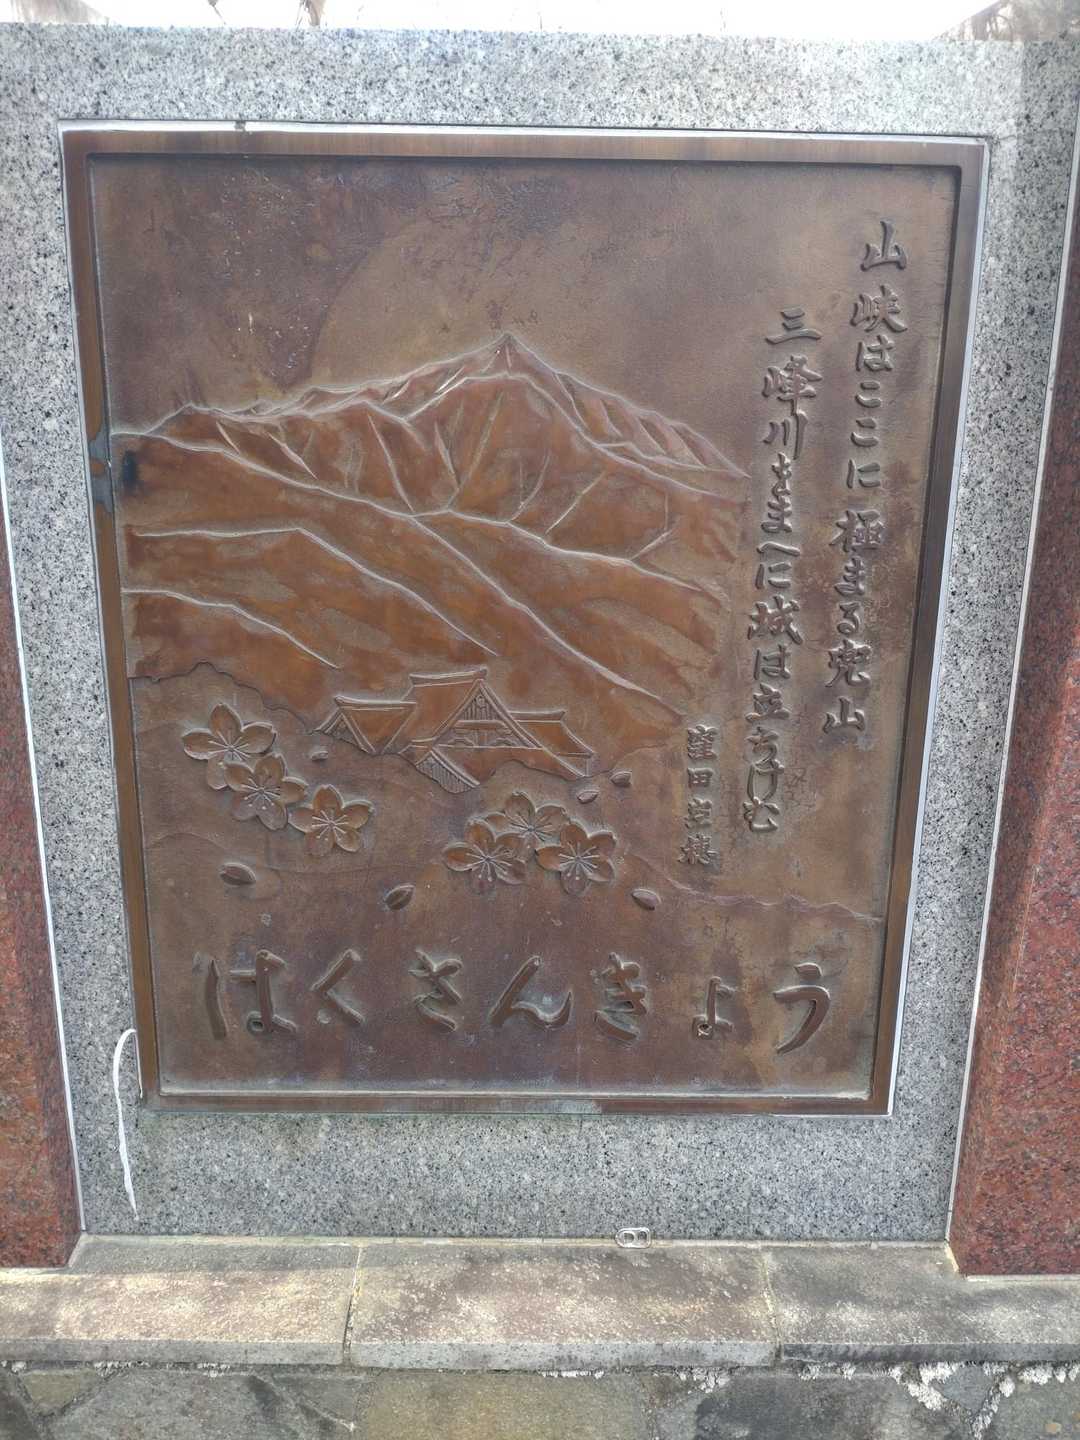 山峡はここに極まる兜山
三峰川をまへに城は立ちけむ
窪田空穂
はくさんきょう